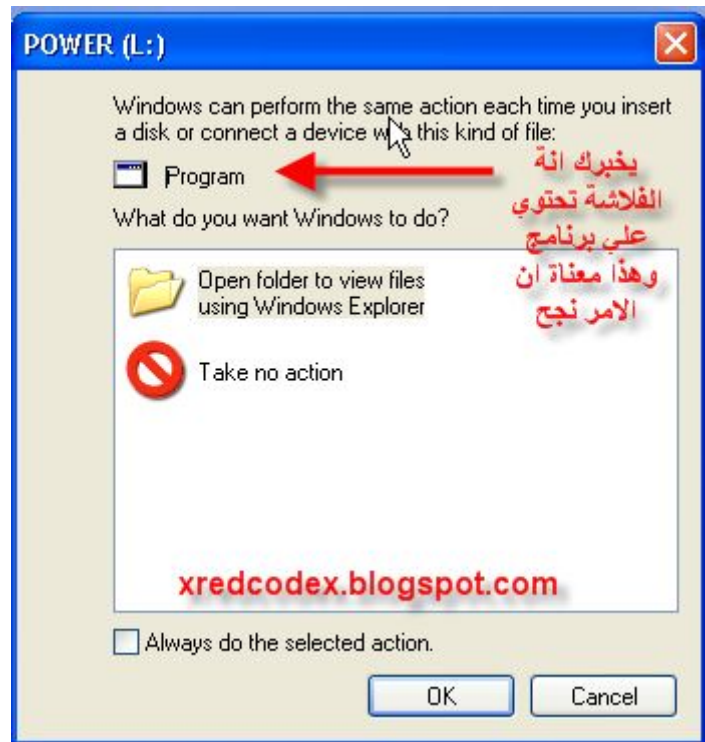 POWER (L:)
Windows can perform the same action each time you insert
a disk or connect a device with this kind of file:
Program
يخبرك انة
الفلاشة تحتوي
علي برنامج
وهذا معناة ان
الامر نجح
What do you want Windows to do?
Open folder to view files
using Windows Explorer
Take no action
xredcodex.blogspot.com
Always do the selected action.
OK
Cancel